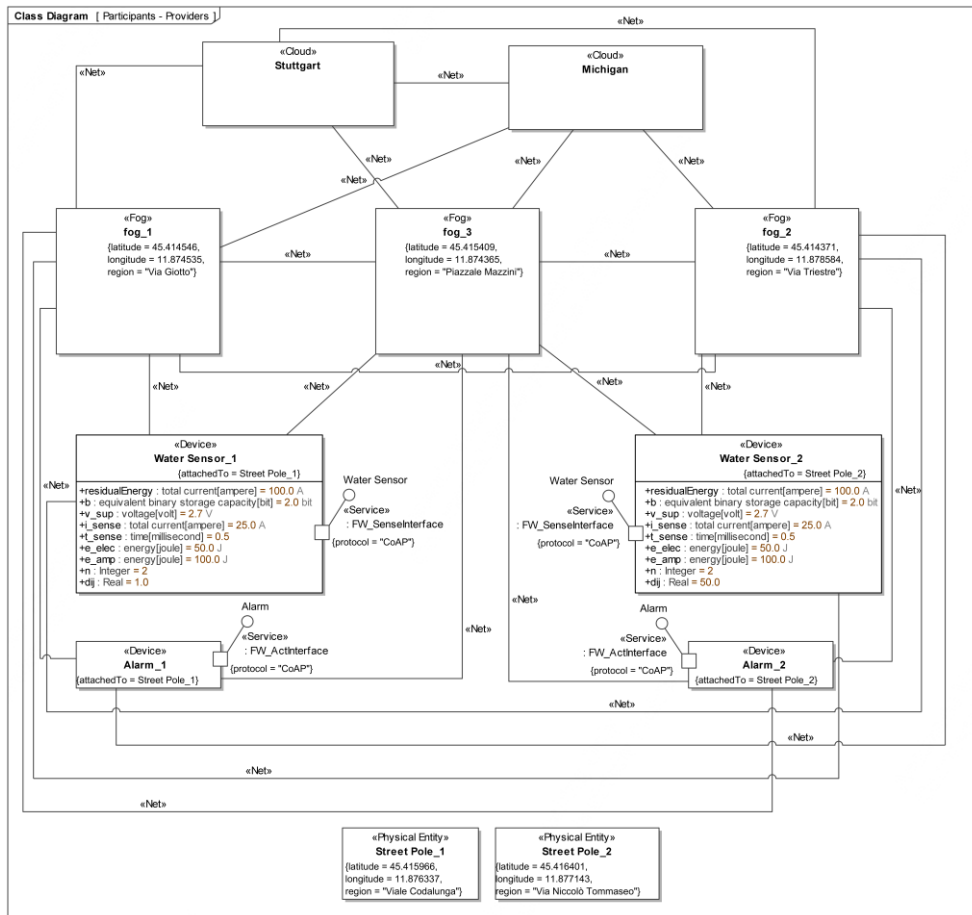 Class Diagram [ Participants - Providers ]
«Net»
«Cloud»
Stuttgart
«Cloud»
Michigan
«Net»
«Net»
«Net»
«Net»
«Net»
«Net»
«Fog»
fog_1
{latitude = 45.414546,
longitude = 11.874535,
region = "Via Giotto"}
«Fog»
fog_3
{latitude = 45.415409,
longitude = 11.874365,
region = "Piazzale Mazzini"}
«Fog»
fog_2
{latitude = 45.414371,
longitude = 11.878584,
region = "Via Triestre"}
«Net»
«Net»
«Net»
«Net»
«Net»
«Net»
«Net»
«Device»
Water Sensor_1
{attachedTo = Street Pole_1}
+residualEnergy : total current[ampere] = 100.0 A
+b : equivalent binary storage capacity[bit] = 2.0 bit
+v_sup : voltage[volt] = 2.7 V
+i_sense : total current[ampere] = 25.0 A
+t_sense : time[millisecond] = 0.5
+e_elec : energy[joule] = 50.0 J
+e_amp : energy[joule] = 100.0 J
+n : Integer = 2
+dij : Real = 1.0
«Net»
Water Sensor
«Service»
: FW_SenseInterface
{protocol = "CoAP"}
Water Sensor
«Service»
: FW_SenseInterface
{protocol = "CoAP"}
«Device»
Water Sensor_2
{attachedTo = Street Pole_2}
+residualEnergy : total current[ampere] = 100.0 A
+b : equivalent binary storage capacity[bit] = 2.0 bit
+v_sup : voltage[volt] = 2.7 V
+i_sense : total current[ampere] = 25.0 A
+t_sense : time[millisecond] = 0.5
+e_elec : energy[joule] = 50.0 J
+e_amp : energy[joule] = 100.0 J
+n : Integer = 2
+dij : Real = 50.0
Alarm
«Service»
: FW_ActInterface
{protocol = "CoAP"}
«Net»
«Net»
Alarm
«Service»
: FW_ActInterface
{protocol = "CoAP"}
«Device»
Alarm_1
{attachedTo = Street Pole_1}
«Device»
Alarm_2
{attachedTo = Street Pole_2}
«Net»
«Net»
«Net»
«Net»
«Physical Entity»
Street Pole_1
{latitude = 45.415966,
longitude = 11.876337,
region = "Viale Codalunga"}
«Physical Entity»
Street Pole_2
{latitude = 45.416401,
longitude = 11.877143,
region = "Via Niccolò Tommaseo"}